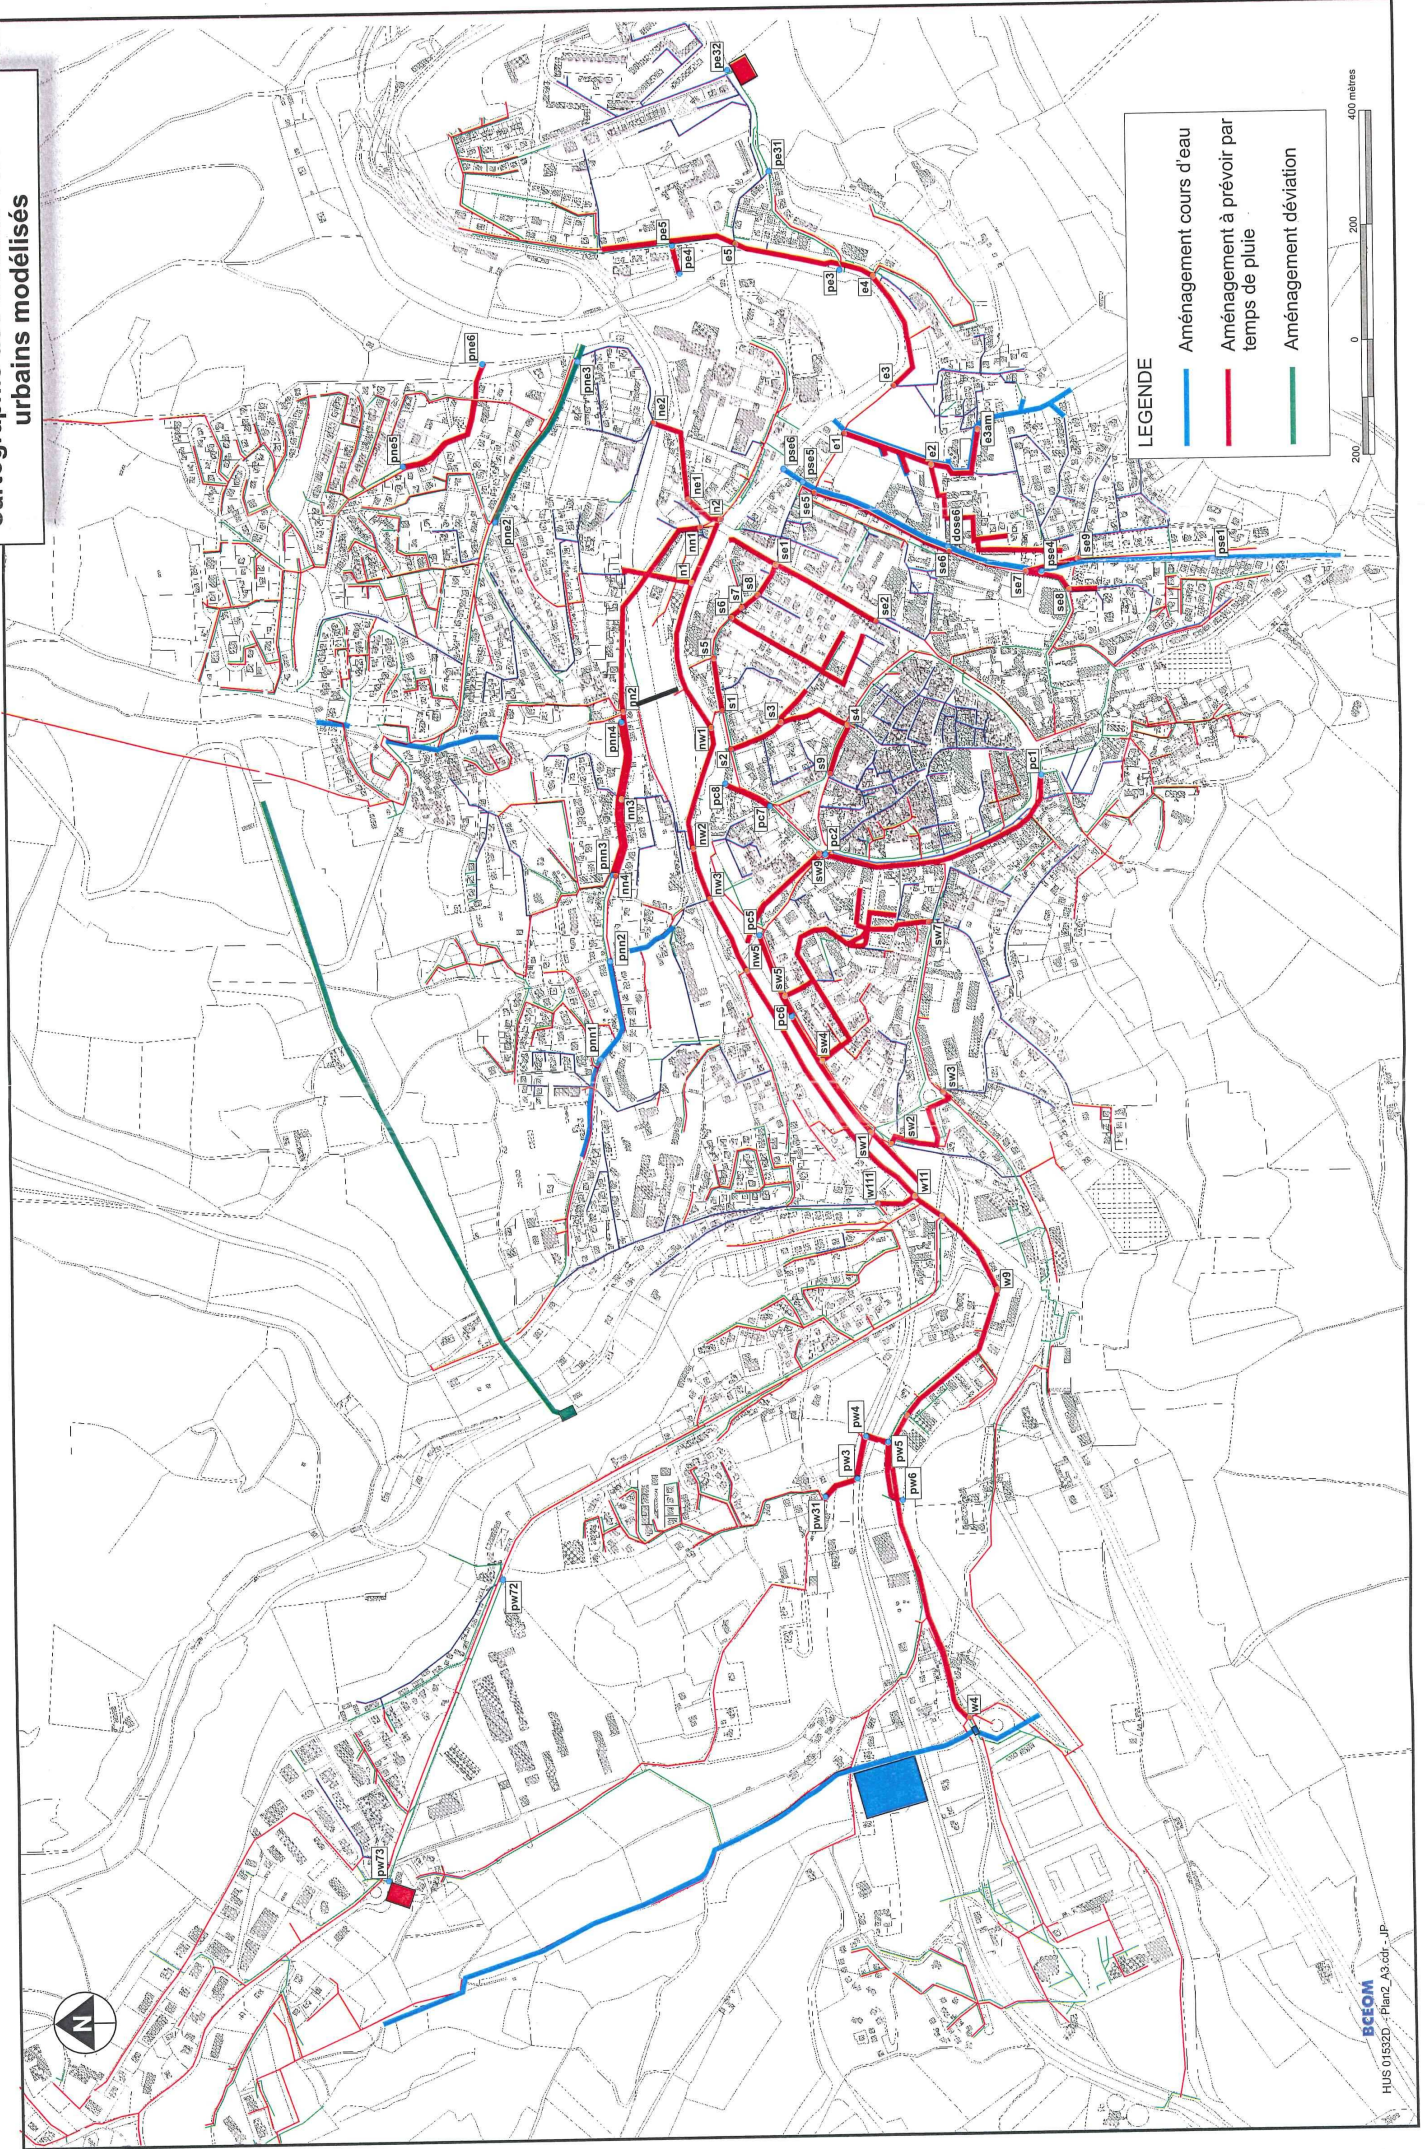 urbains modélisés
N
LEGENDE
Aménagement cours d'eau
Aménagement à prévoir par
temps de pluie
Aménagement déviation
200
0
200
400 mètres
BCEOM
HUS 01532D - Plan2_A3.cdr - JP
pw73
pw72
pw31
pw3
pw4
pw5
pw6
w4
w9
w11
w111
sw1
sw2
sw3
sw4
sw5
sw7
sw9
pc6
pc5
pc2
pc1
pc7
pc8
nw5
nw3
nw2
nw1
pnn1
pnn2
pnn3
nn4
nn3
pnn4
pn2
n1
nn1
n2
ne1
ne2
pne2
pne3
pne5
pne6
s1
s2
s3
s4
s5
s6
s7
s8
s9
se1
se2
se5
pse5
pse6
se6
dose6
se7
se8
pse4
se9
pse1
e1
e2
e3am
e3
e4
pe3
e5
pe4
pe5
pe31
pe32